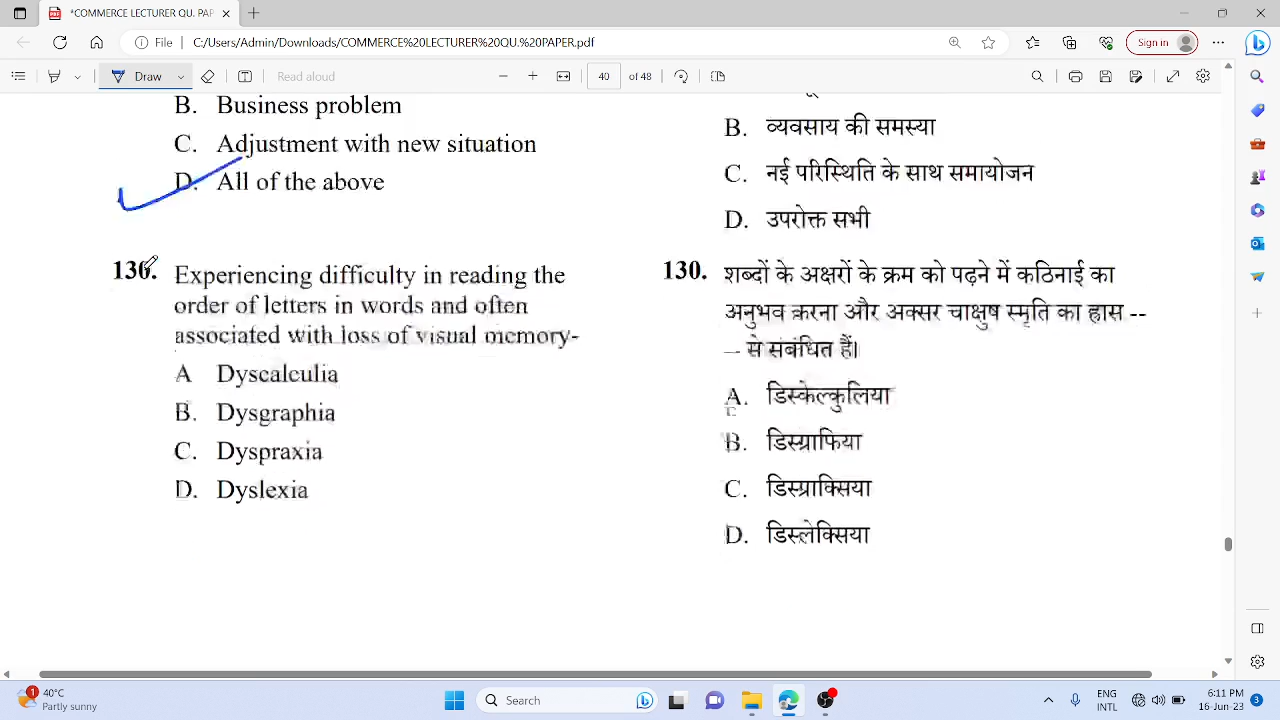 *COMMERCE LECTURER QU. PAP
File
C:/Users/Admin/Downloads/COMMERCE%20LECTURER%20QU.%20PAPER.pdf
Sign in
Draw
Read aloud
40
of 48
B. Business problem
C. Adjustment with new situation
D. All of the above
B. व्यवसाय की समस्या
C. नई परिस्थिति के साथ समायोजन
D. उपरोक्त सभी
130. Experiencing difficulty in reading the
order of letters in words and often
associated with loss of visual memory-
A Dyscalculia
B. Dysgraphia
C. Dyspraxia
D. Dyslexia
130. शब्दों के अक्षरों के क्रम को पढ़ने में कठिनाई का
अनुभव करना और अक्सर चाक्षुष स्मृति का ह्रास --
— से सबंधित हैं।
A. डिस्केल्कुलिया
B. डिस्ग्राफिया
C. डिस्प्राक्सिया
D. डिस्लेक्सिया
1
40°C
Partly sunny
Search
ENG
INTL
6:11 PM
16-Jun-23
3